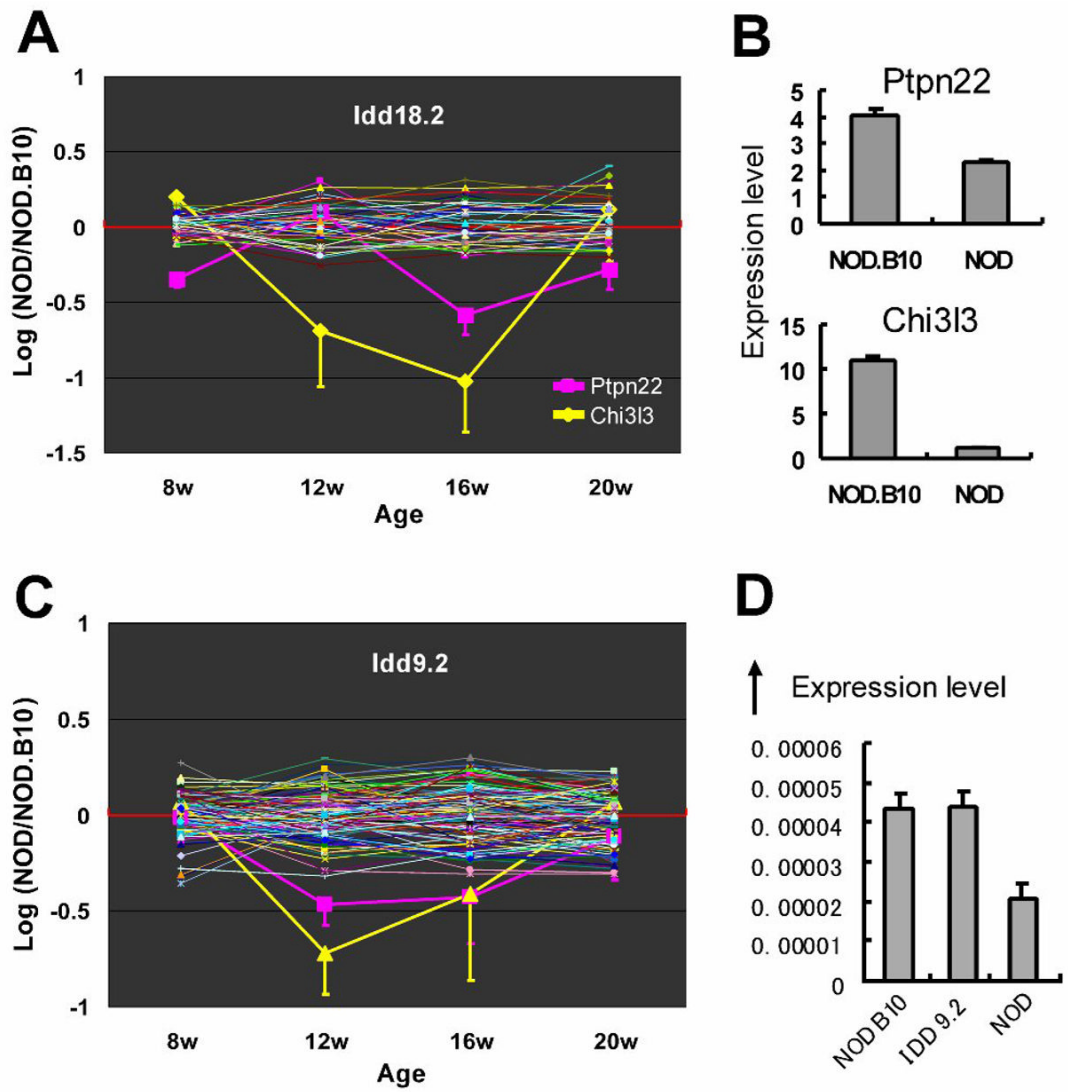 A
1
0.5
0
-0.5
-1
-1.5
Log (NOD/NOD.B10)
Idd18.2
Ptpn22
Chi3l3
8w 12w 16w 20w
Age
B
Ptpn22
5
4
3
2
1
0
NOD.B10 NOD
Expression level
Chi3l3
15
10
5
0
NOD.B10 NOD
C
1
0.5
0
-0.5
-1
Log (NOD/NOD.B10)
Idd9.2
8w 12w 16w 20w
Age
D
Expression level
0.00006
0.00005
0.00004
0.00003
0.00002
0.00001
0
NOD B10 IDD 9.2 NOD